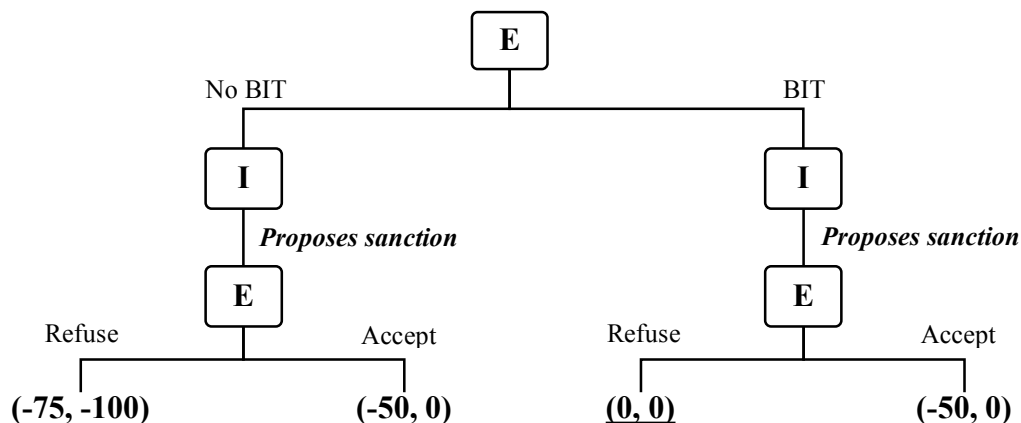 E
No BIT BIT
I I
Proposes sanction Proposes sanction
E E
Refuse Accept Refuse Accept
(-75, -100) (-50, 0) (0, 0) (-50, 0)